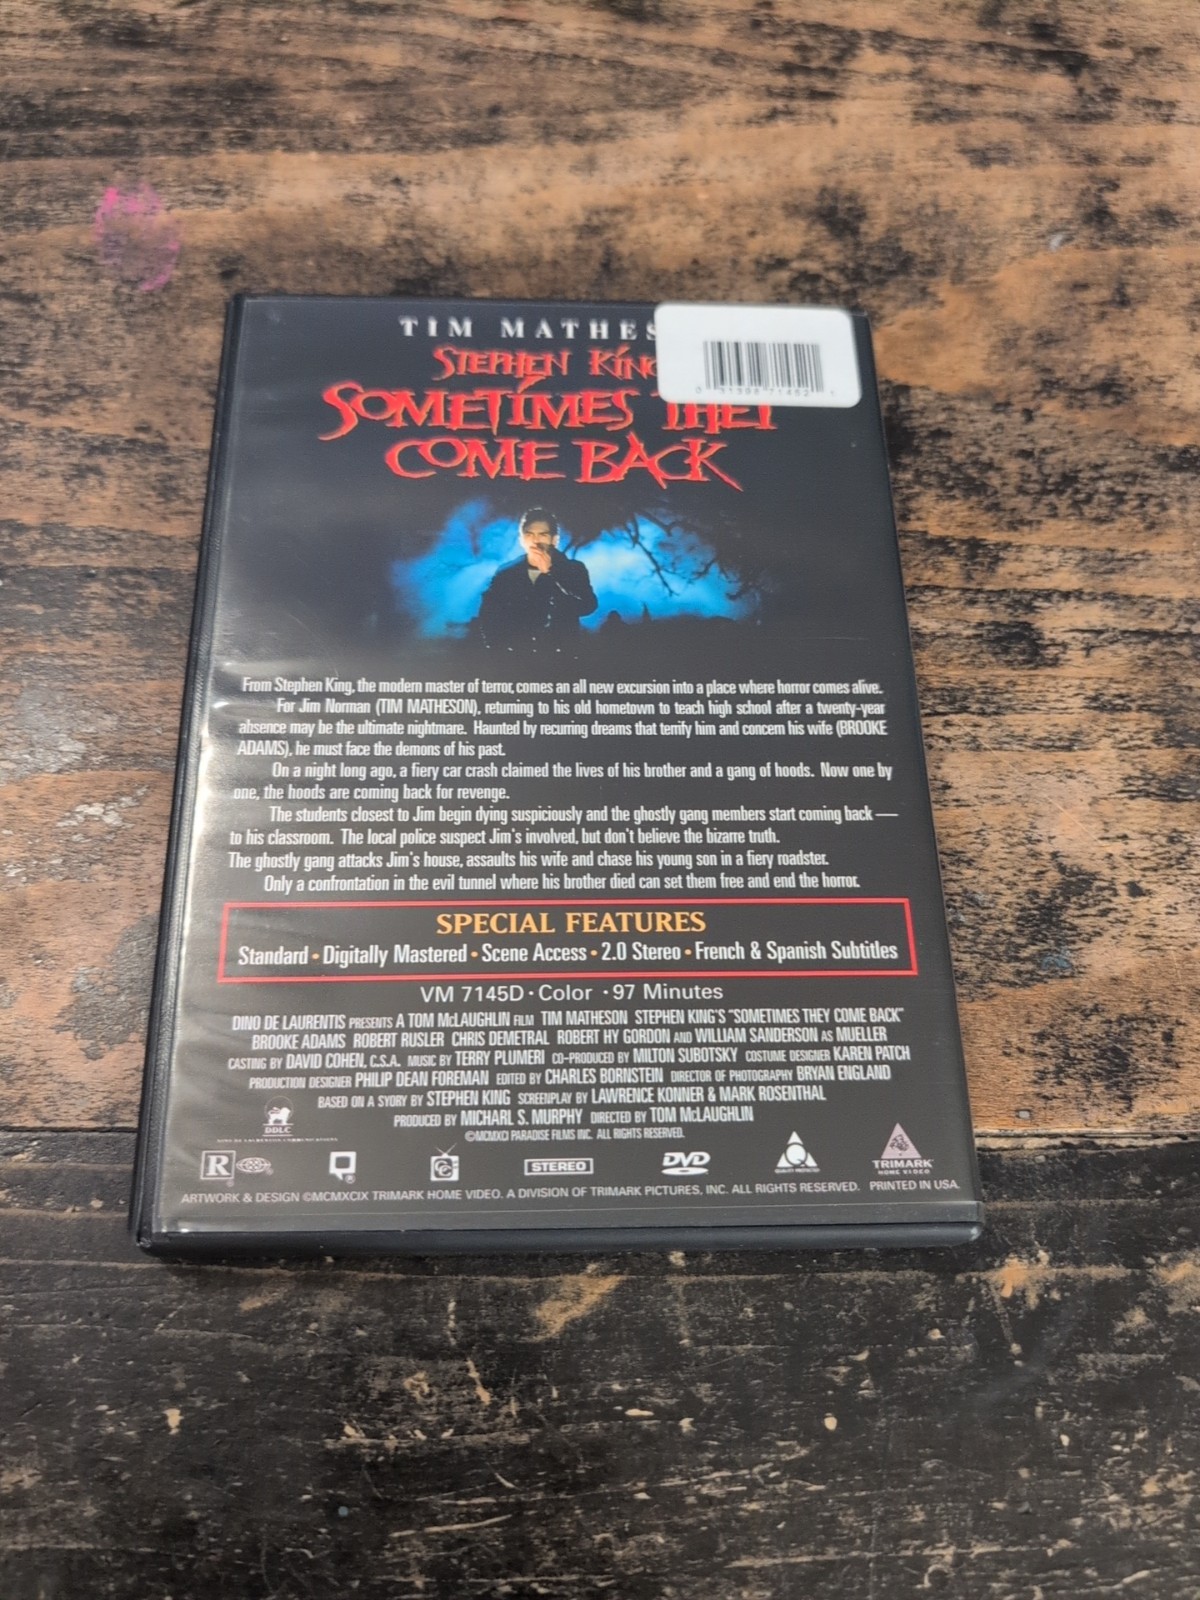 TIM MATHES
STEPHEN KING
SOMETIMES THEY
COME BACK
From Stephen King, the modern master of terror, comes an all new excursion into a place where horror comes alive.
For Jim Norman (TIM MATHESON), returning to his old hometown to teach high school after a twenty-year
absence may be the ultimate nightmare. Haunted by recurring dreams that terrify him and concern his wife (BROOKE
ADAMS), he must face the demons of his past.
On a night long ago, a fiery car crash claimed the lives of his brother and a gang of hoods. Now one by
one, the hoods are coming back for revenge.
The students closest to Jim begin dying suspiciously and the ghostly gang members start coming back —
to his classroom. The local police suspect Jim's involved, but don't believe the bizarre truth.
The ghostly gang attacks Jim's house, assaults his wife and chase his young son in a fiery roadster.
Only a confrontation in the evil tunnel where his brother died can set them free and end the horror.
SPECIAL FEATURES
Standard • Digitally Mastered • Scene Access • 2.0 Stereo • French & Spanish Subtitles
VM 7145D · Color · 97 Minutes
DINO DE LAURENTIS PRESENTS A TOM McLAUGHLIN FILM TIM MATHESON STEPHEN KING'S "SOMETIMES THEY COME BACK"
BROOKE ADAMS ROBERT RUSLER CHRIS DEMETRAL ROBERT HY GORDON AND WILLIAM SANDERSON AS MUELLER
CASTING BY DAVID COHEN, C.S.A. MUSIC BY TERRY PLUMERI CO-PRODUCED BY MILTON SUBOTSKY COSTUME DESIGNER KAREN PATCH
PRODUCTION DESIGNER PHILIP DEAN FOREMAN EDITED BY CHARLES BORNSTEIN DIRECTOR OF PHOTOGRAPHY BRYAN ENGLAND
BASED ON A SYORY BY STEPHEN KING SCREENPLAY BY LAWRENCE KONNER & MARK ROSENTHAL
PRODUCED BY MICHARL S. MURPHY DIRECTED BY TOM McLAUGHLIN
©MCMXCI PARADISE FILMS INC. ALL RIGHTS RESERVED.
DDLC
R CC STEREO DVD QUALITY PROTECTED TRIMARK HOME VIDEO
ARTWORK & DESIGN ©MCMXCIX TRIMARK HOME VIDEO. A DIVISION OF TRIMARK PICTURES, INC. ALL RIGHTS RESERVED. PRINTED IN USA.